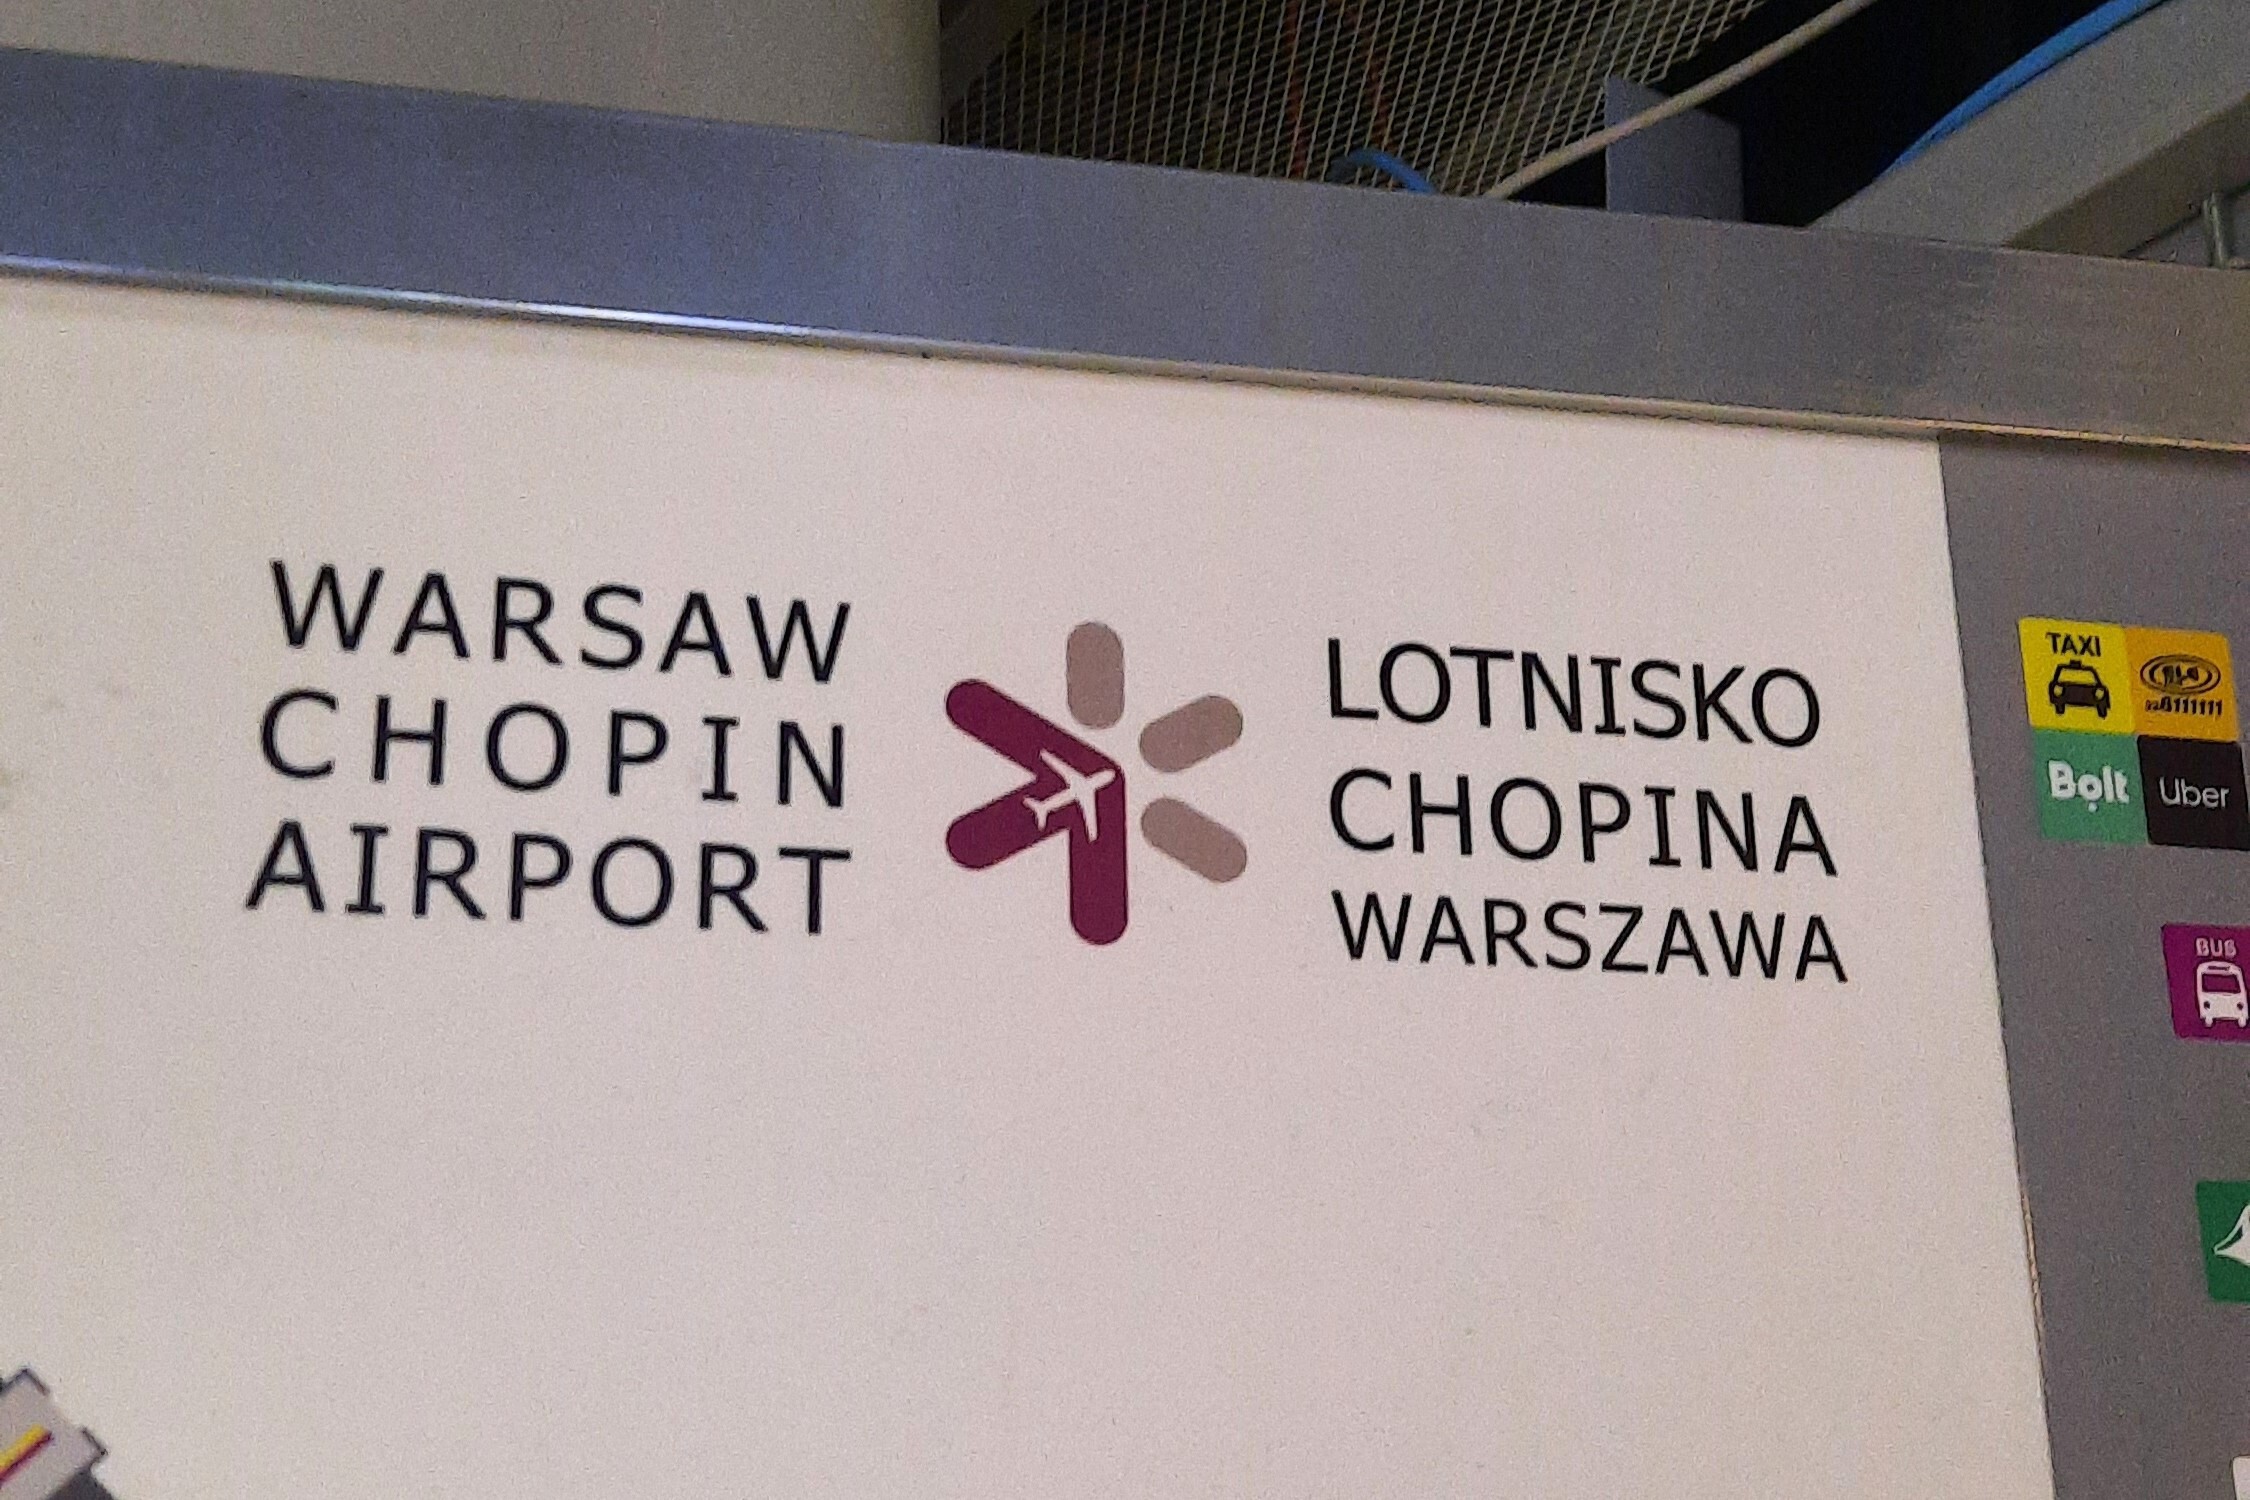 WARSAW
CHOPIN
AIRPORT
LOTNISKO
CHOPINA
WARSZAWA
TAXI
Bolt
Uber
BUS